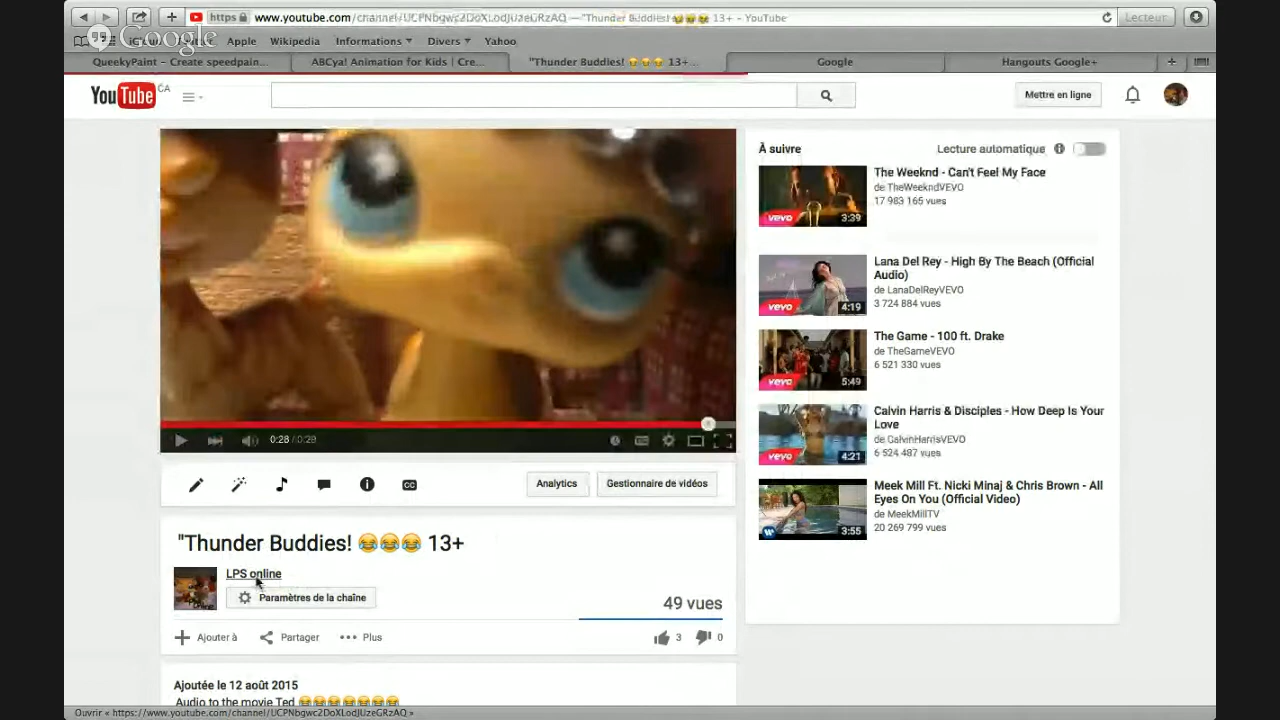 https www.youtube.com/channel/UCPNbgwc2DoXLodJUzeGRzAQ — "Thunder Buddies! 😂😂😂 13+ - YouTube
Lecteur
Google
Apple Wikipedia Informations Divers Yahoo
QueekyPaint - Create speedpain... ABCya! Animation for Kids | Cre... "Thunder Buddies! 😂😂😂 13+... Google Hangouts Google+
YouTube CA
Mettre en ligne
0:28 / 0:28
Analytics Gestionnaire de vidéos
"Thunder Buddies! 😂😂😂 13+
LPS online
Paramètres de la chaîne
49 vues
Ajouter à Partager Plus 3 0
Ajoutée le 12 août 2015
Audio to the movie Ted 😂😂😂😂😂😂😂
À suivre Lecture automatique
The Weeknd - Can't Feel My Face
de TheWeekndVEVO
17 983 165 vues
vevo 3:39
Lana Del Rey - High By The Beach (Official
Audio)
de LanaDelReyVEVO
3 724 884 vues
vevo 4:19
The Game - 100 ft. Drake
de TheGameVEVO
6 521 330 vues
vevo 5:49
Calvin Harris & Disciples - How Deep Is Your
Love
de CalvinHarrisVEVO
6 524 487 vues
vevo 4:21
Meek Mill Ft. Nicki Minaj & Chris Brown - All
Eyes On You (Official Video)
de MeekMillTV
20 269 799 vues
3:55
Ouvrir « https://www.youtube.com/channel/UCPNbgwc2DoXLodJUzeGRzAQ »